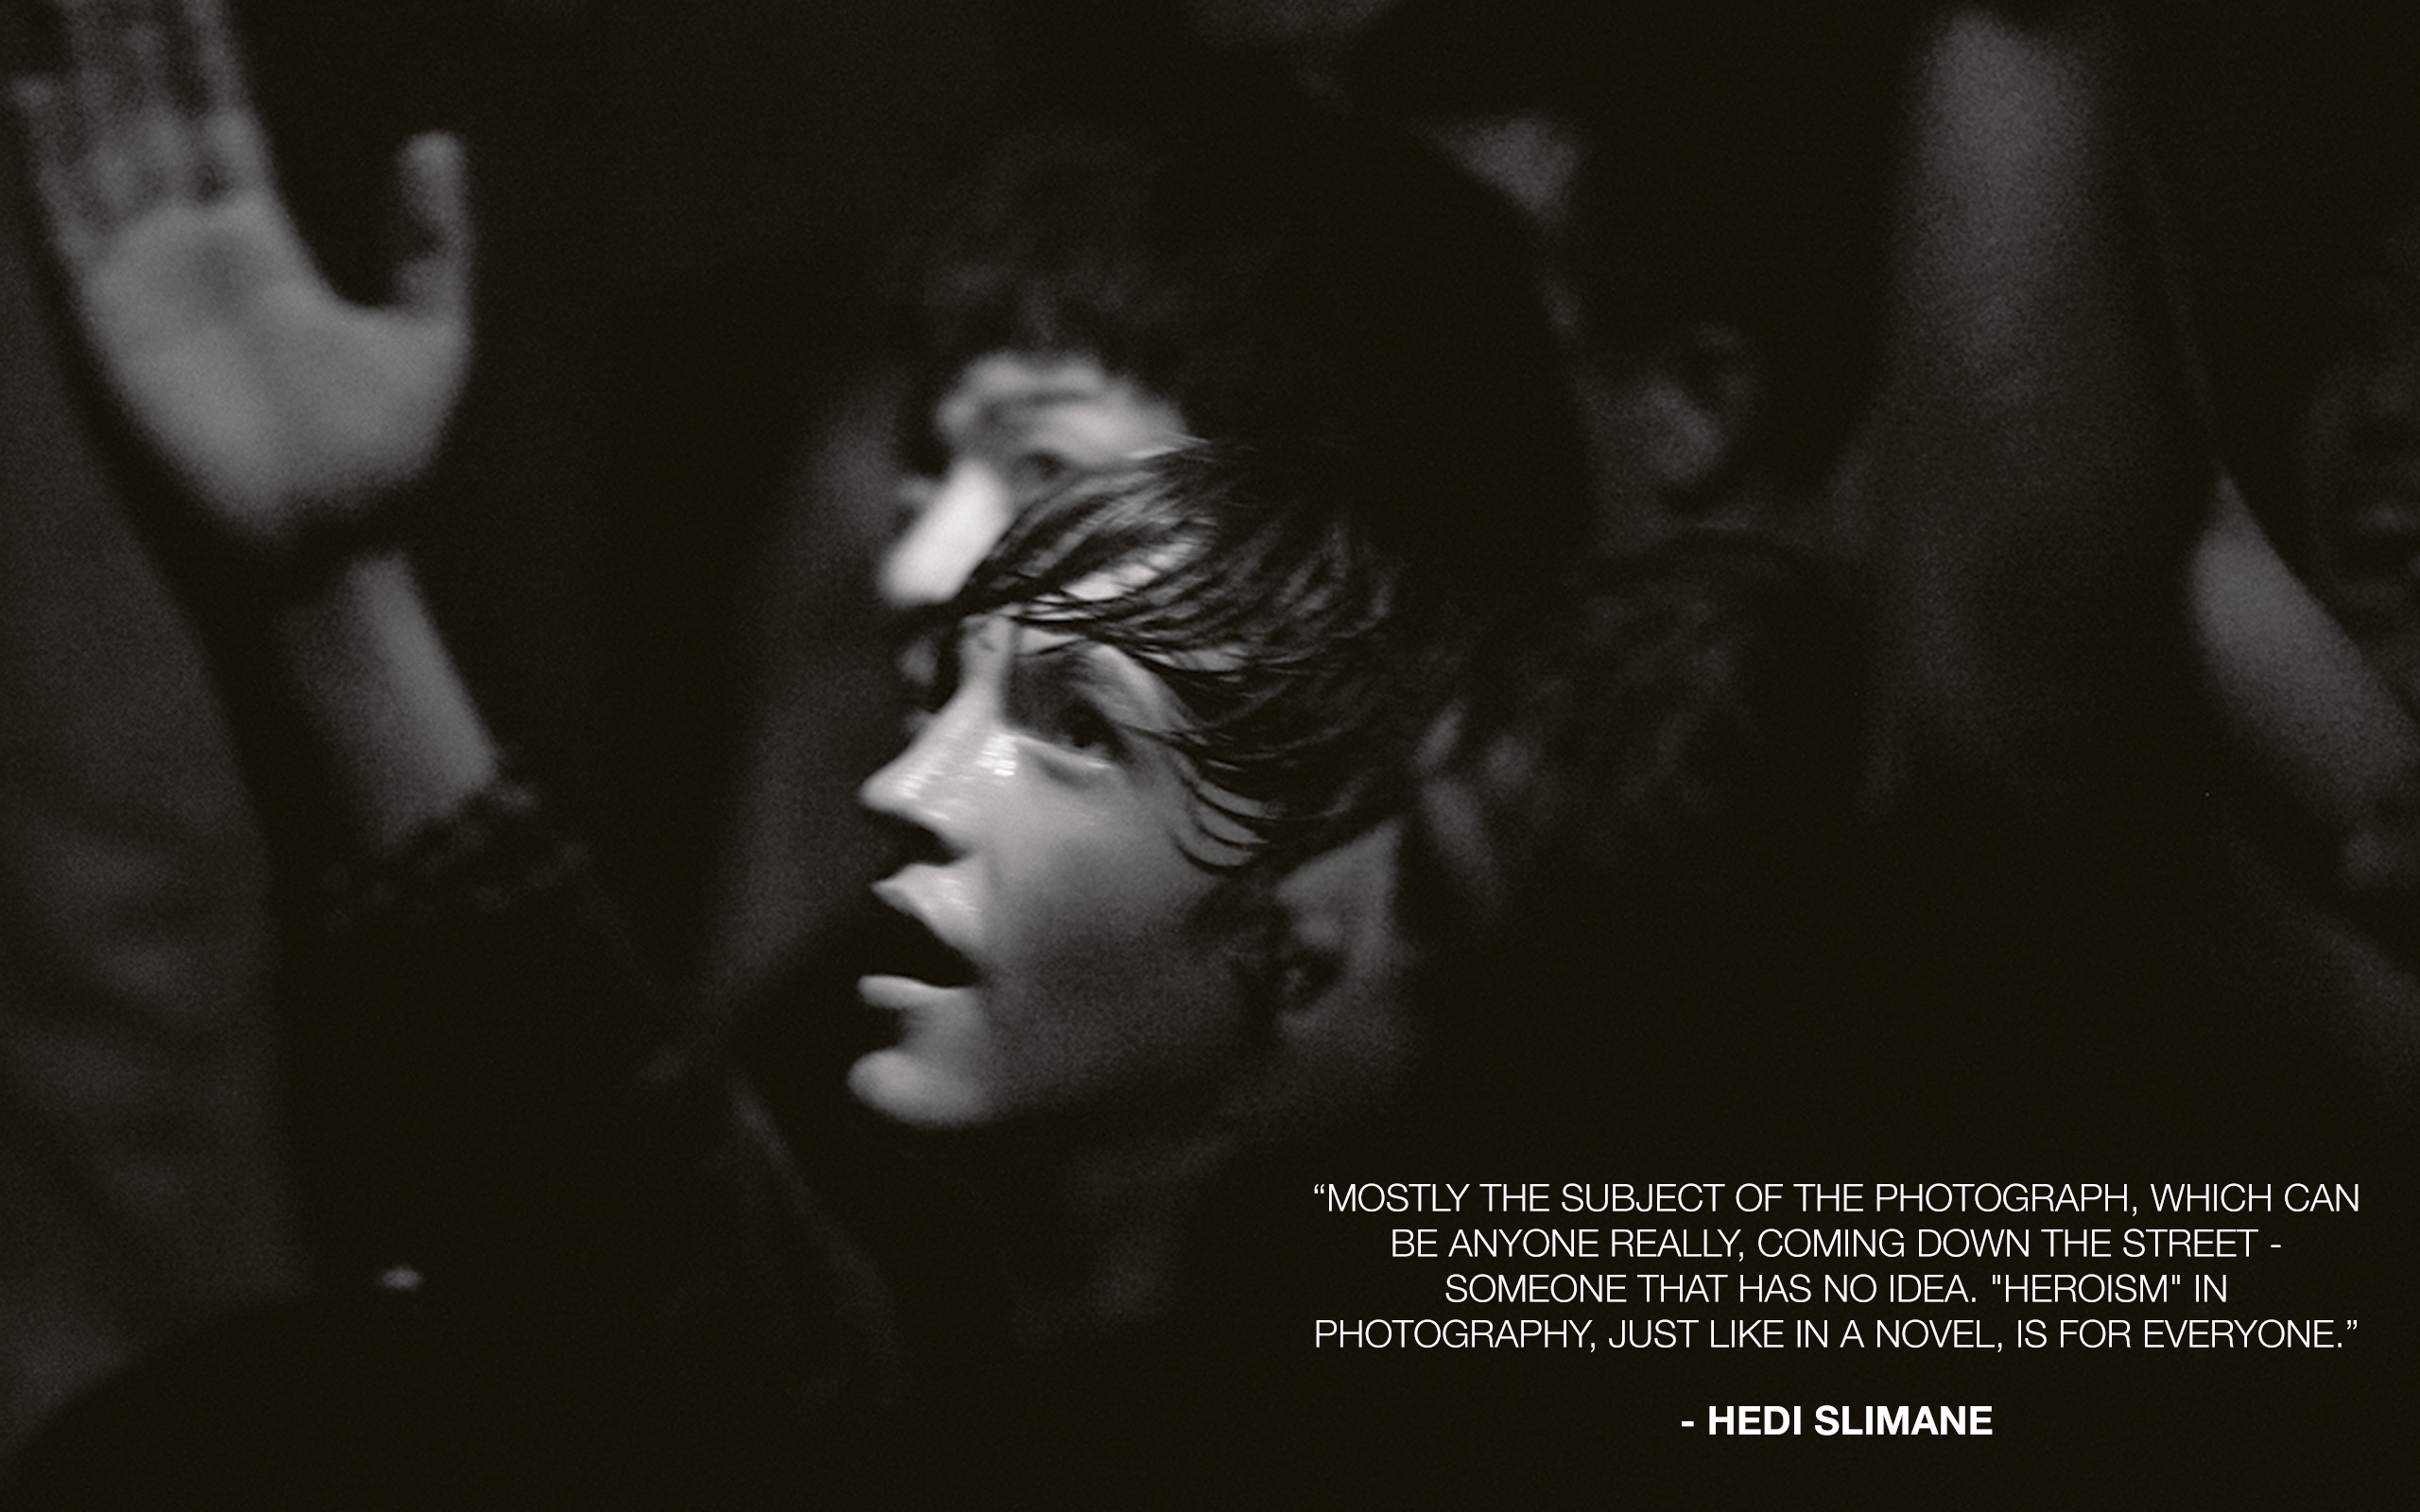 “MOSTLY THE SUBJECT OF THE PHOTOGRAPH, WHICH CAN
BE ANYONE REALLY, COMING DOWN THE STREET -
SOMEONE THAT HAS NO IDEA. "HEROISM" IN
PHOTOGRAPHY, JUST LIKE IN A NOVEL, IS FOR EVERYONE.”
- HEDI SLIMANE